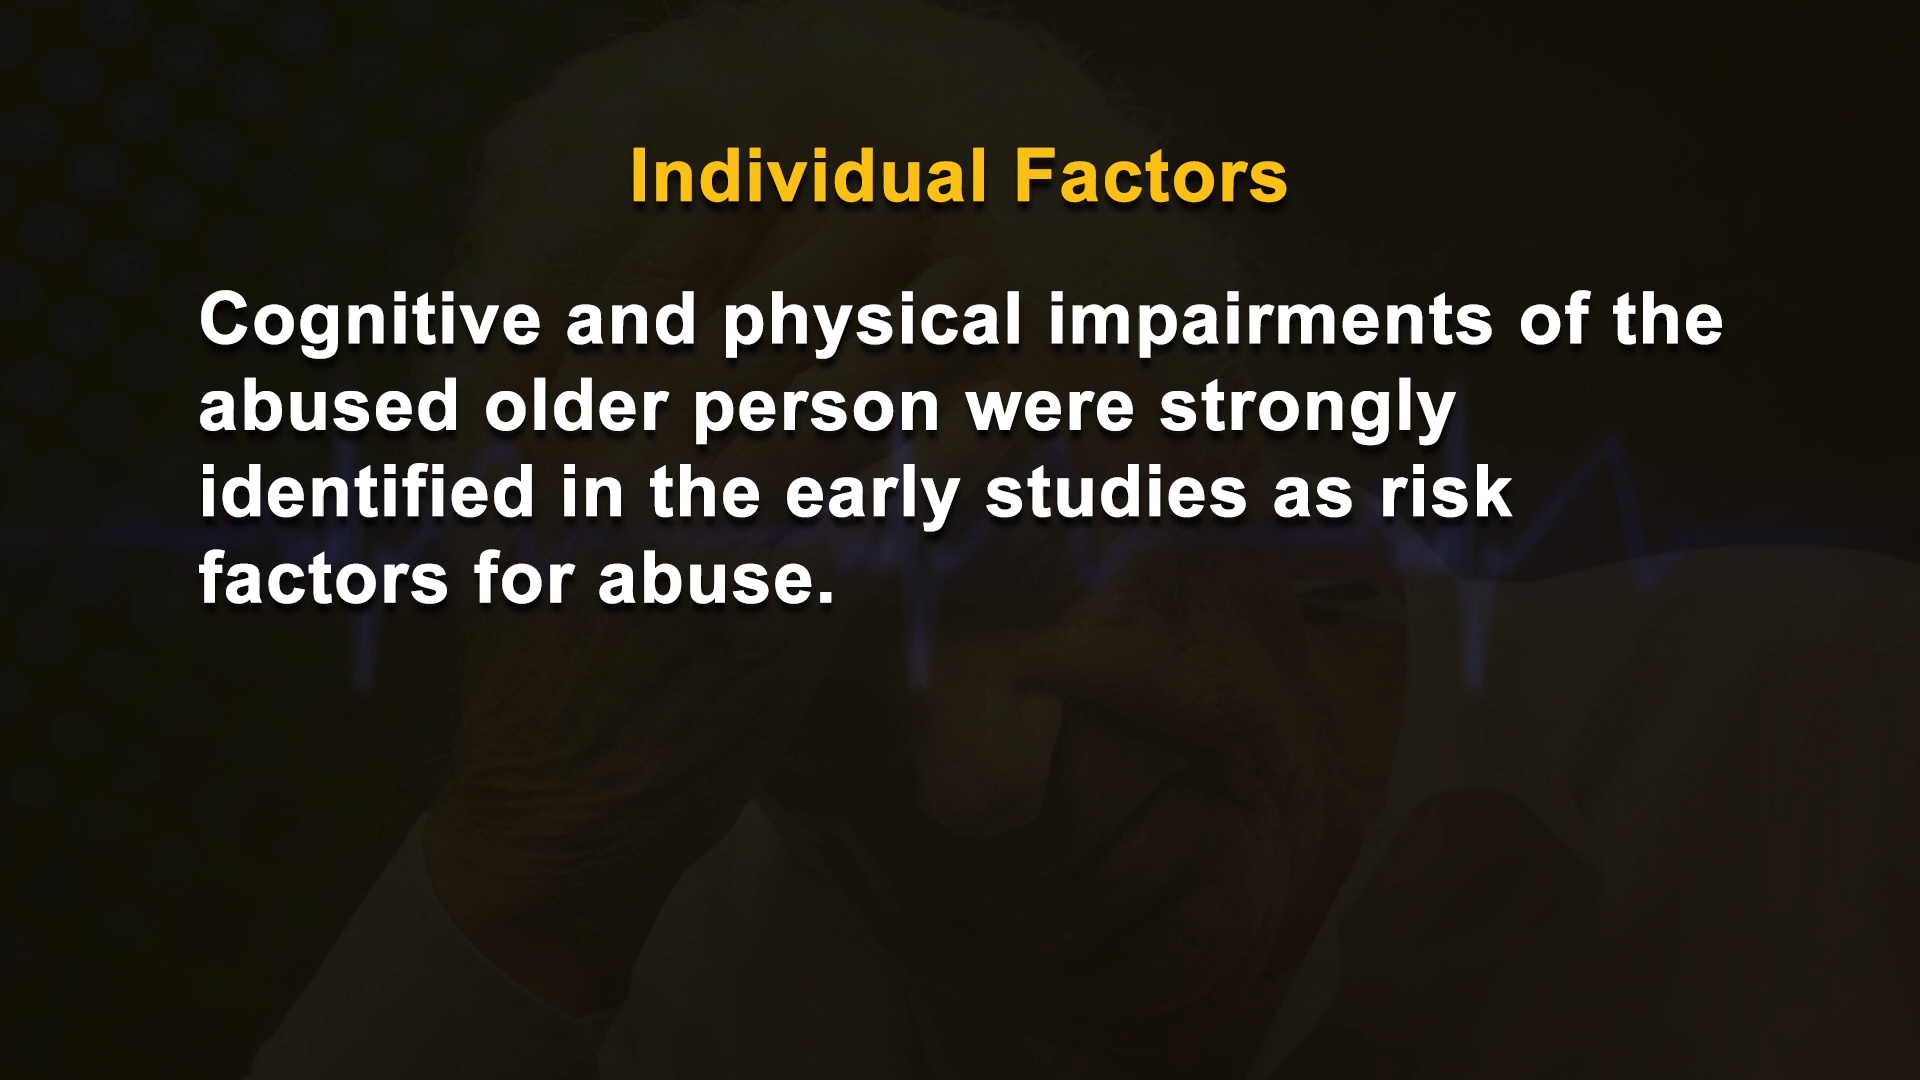 Individual Factors
Cognitive and physical impairments of the
abused older person were strongly
identified in the early studies as risk
factors for abuse.